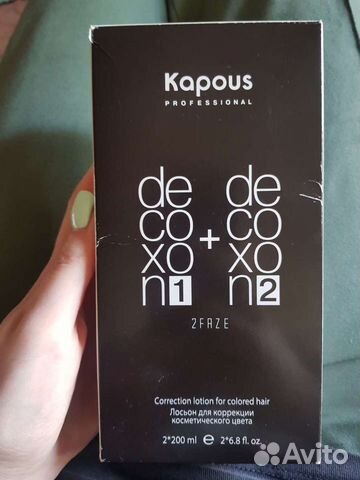 Kapous
PROFESSIONAL
de
co
xo
n1
+
de
co
xo
n2
2FAZE
Correction lotion for colored hair
Лосьон для коррекции
косметического цвета
2*200 ml ℮ 2*6.8 fl. oz.
Avito